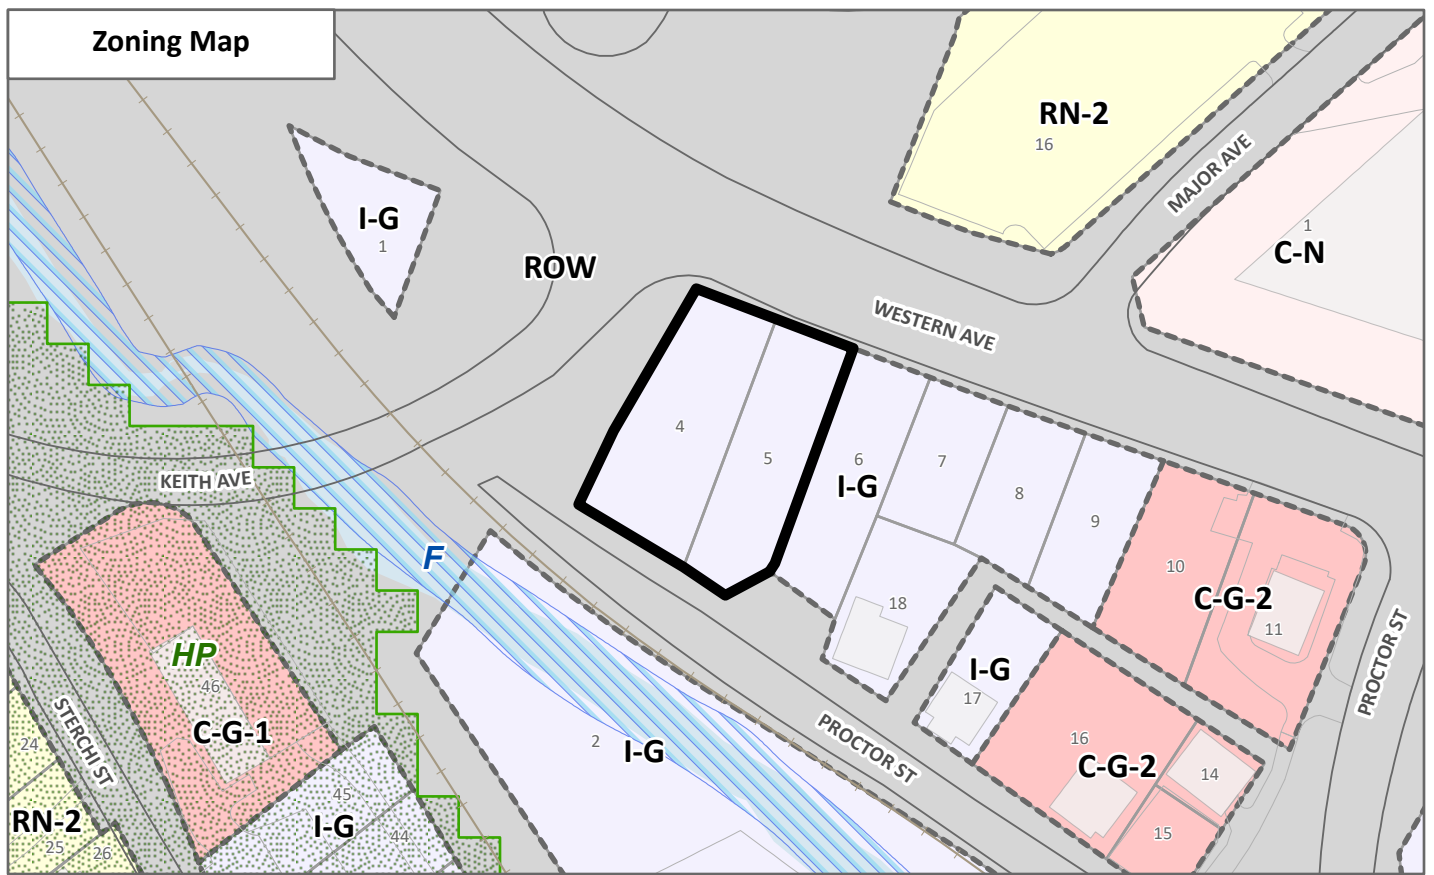 Zoning Map
RN-2
16
MAJOR AVE
I-G
1
1
C-N
ROW
WESTERN AVE
4
5
6
I-G
7
8
9
KEITH AVE
F
10
C-G-2
11
18
I-G
17
PROCTOR ST
HP
46
C-G-1
STERCHI ST
24
2
I-G
PROCTOR ST
16
C-G-2
14
15
RN-2
25
26
45
I-G
44